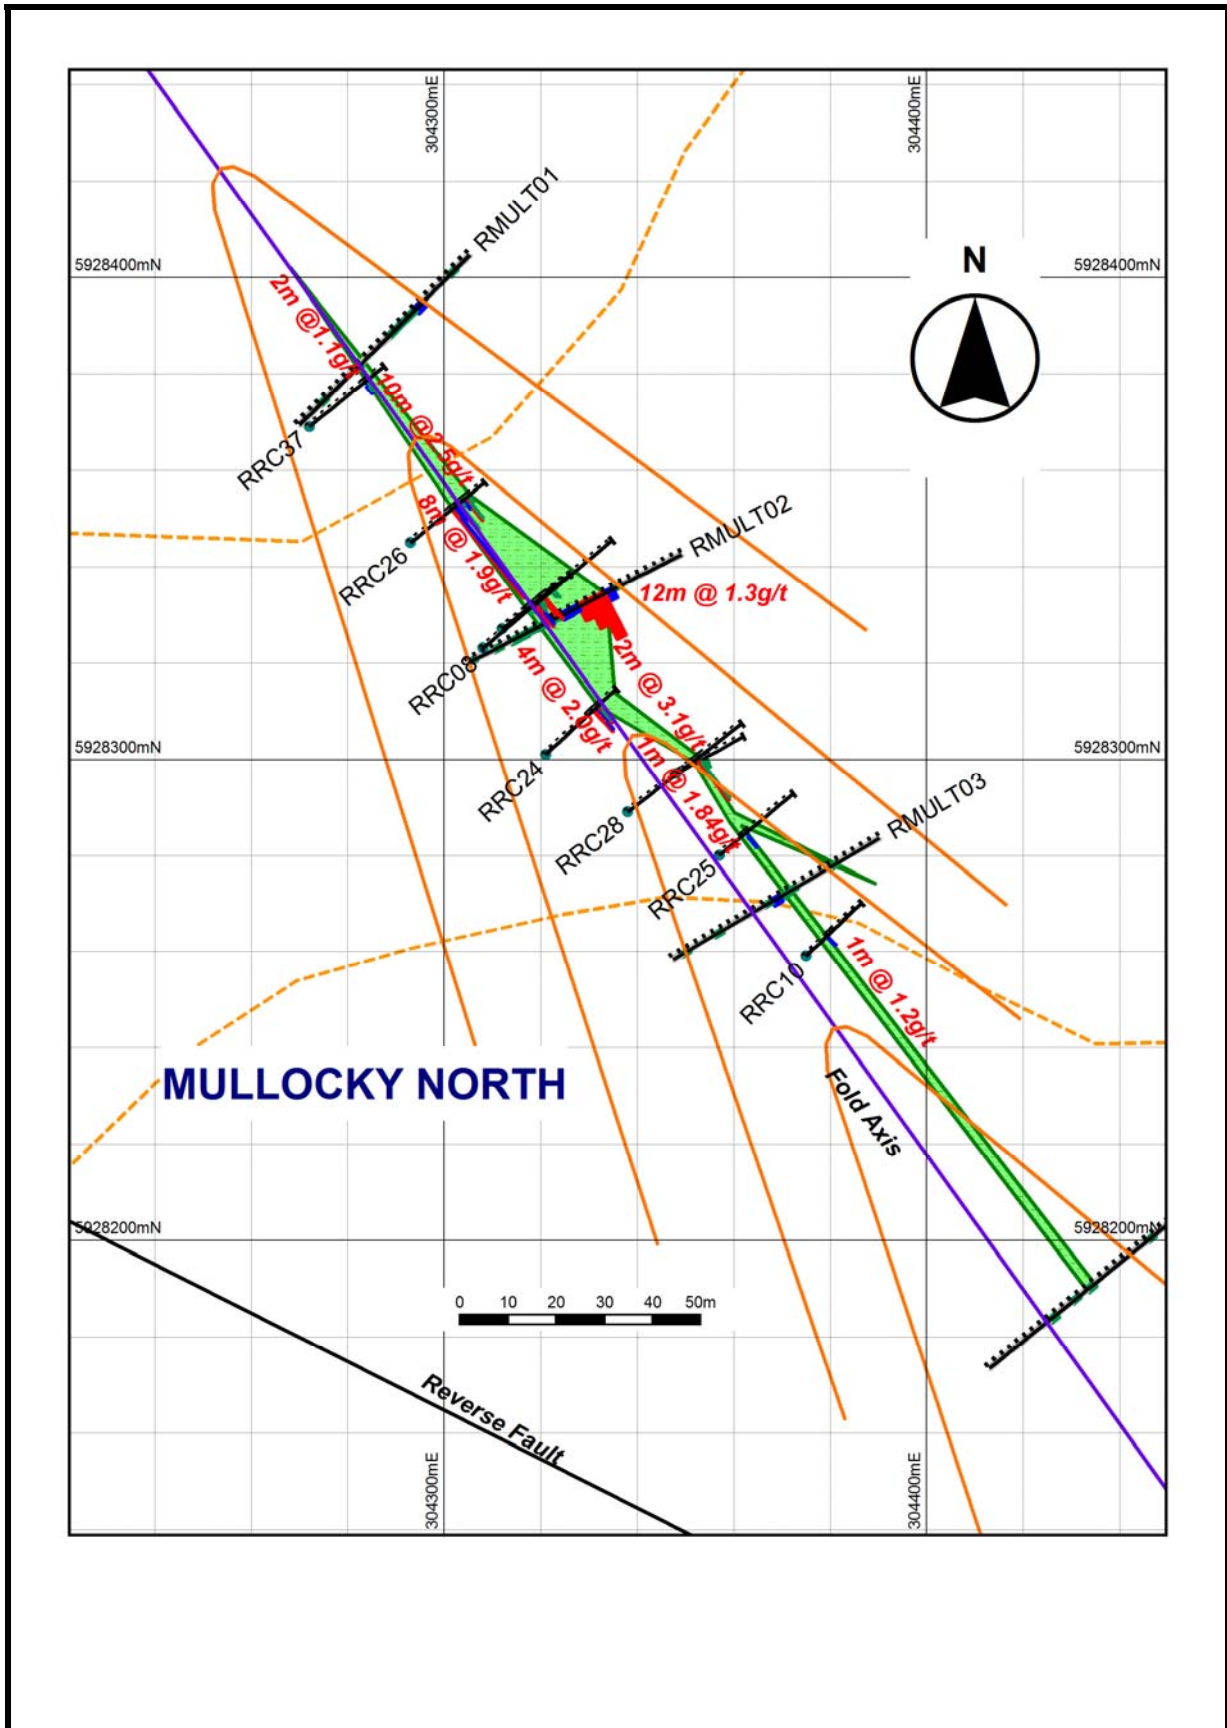 304300mE
304400mE
RMULT01
5928400mN
5928400mN
N
2m @1.1g/t
10m @2.5g/t
RRC37
8m @ 1.9g/t
RMULT02
RRC26
12m @ 1.3g/t
RRC08
4m @ 2.0g/t
2m @ 3.1g/t
5928300mN
5928300mN
1m @ 1.84g/t
RRC24
RMULT03
RRC28
RRC25
RRC10
1m @ 1.2g/t
MULLOCKY NORTH
Fold Axis
5928200mN
5928200mN
0 10 20 30 40 50m
Reverse Fault
304300mE
304400mE